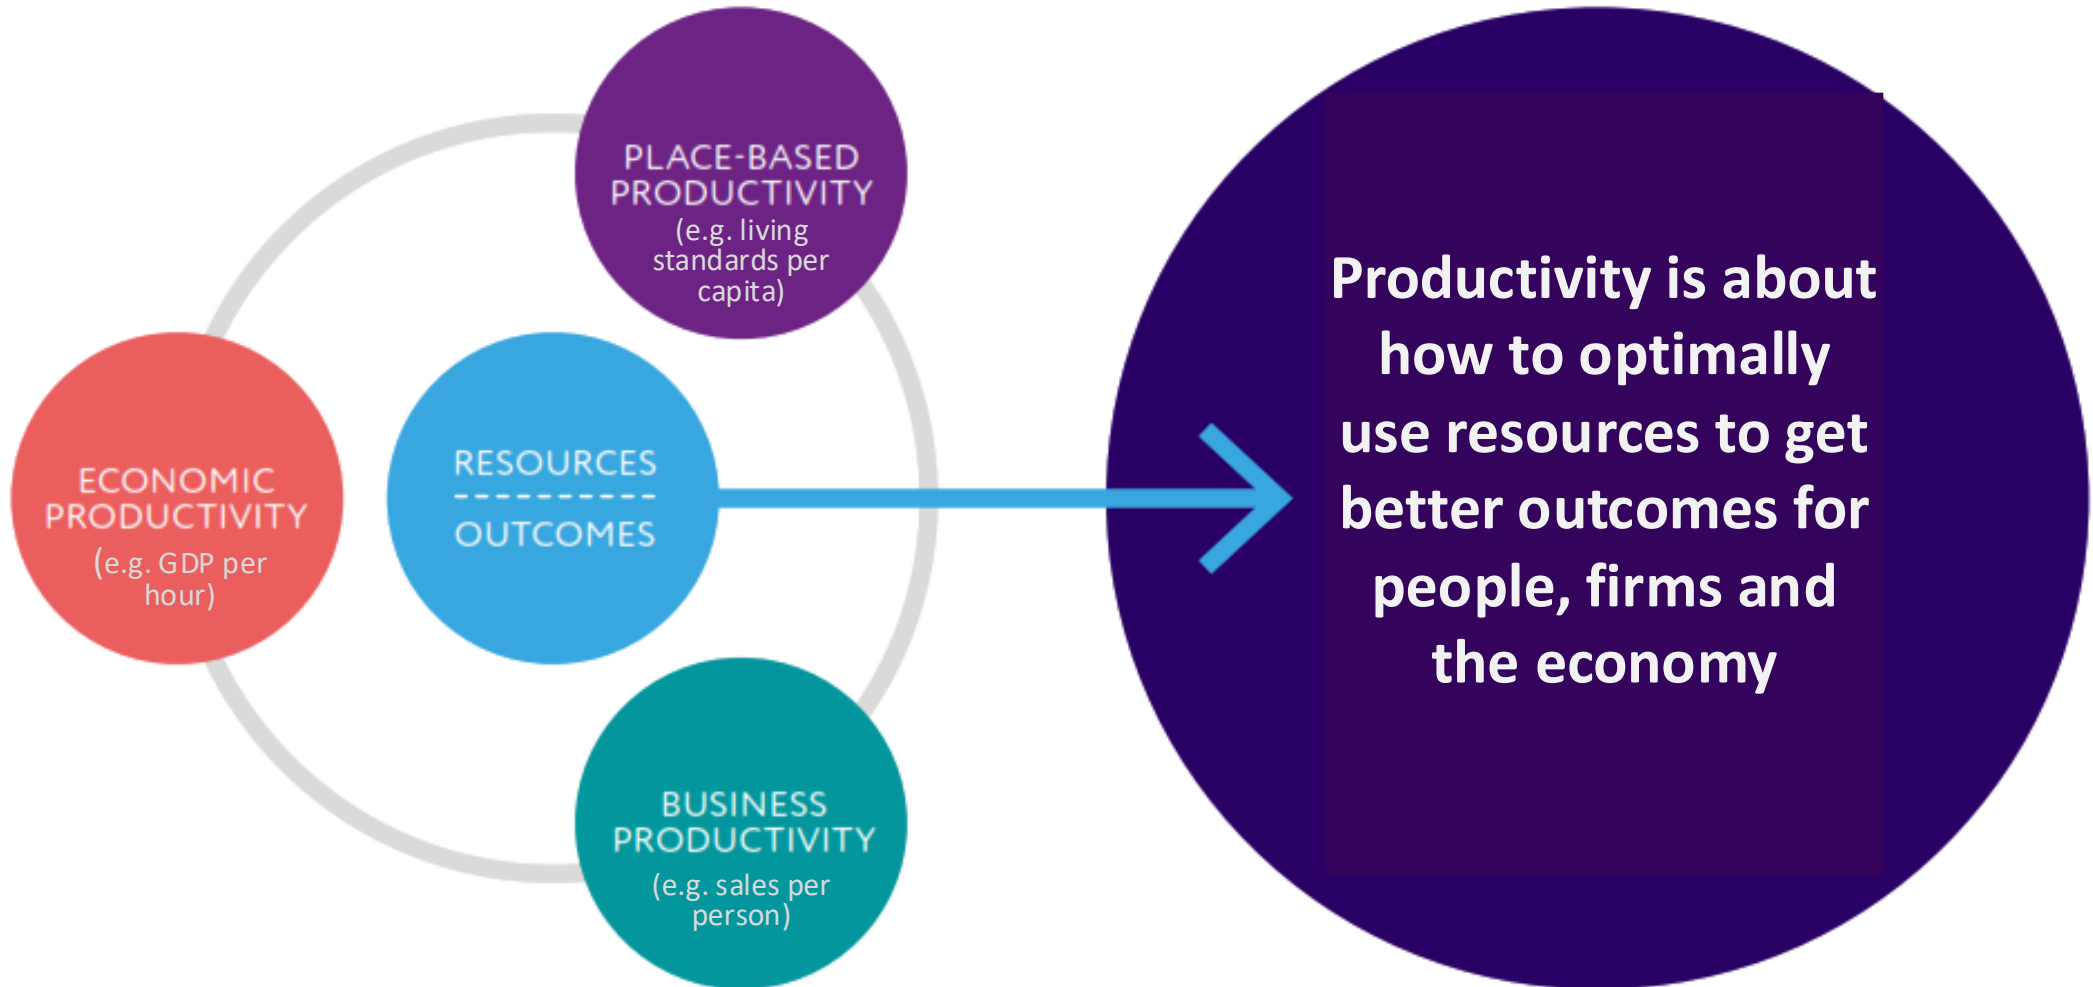 PLACE-BASED
PRODUCTIVITY
(e.g. living
standards per
capita)
ECONOMIC
PRODUCTIVITY
(e.g. GDP per
hour)
RESOURCES
OUTCOMES
BUSINESS
PRODUCTIVITY
(e.g. sales per
person)
Productivity is about
how to optimally
use resources to get
better outcomes for
people, firms and
the economy